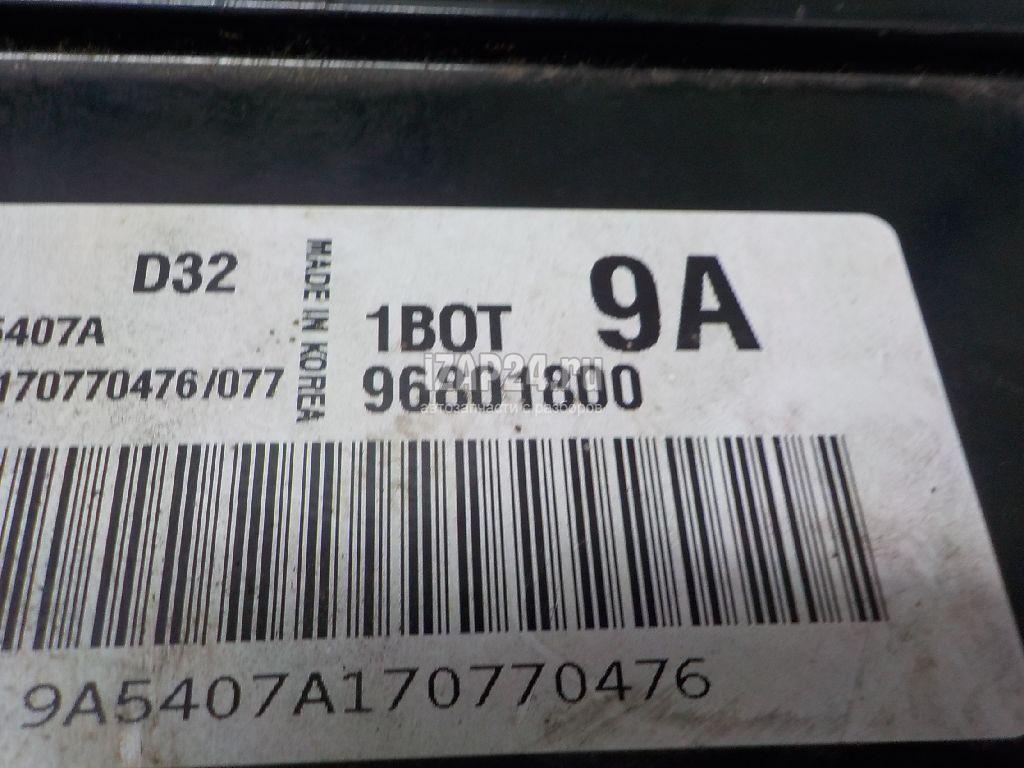 D32
MADE IN KOREA
1BOT
9A
5407A
170770476/077
96801800
iZAP24.ru
автозапчасти с разборов
9A5407A170770476